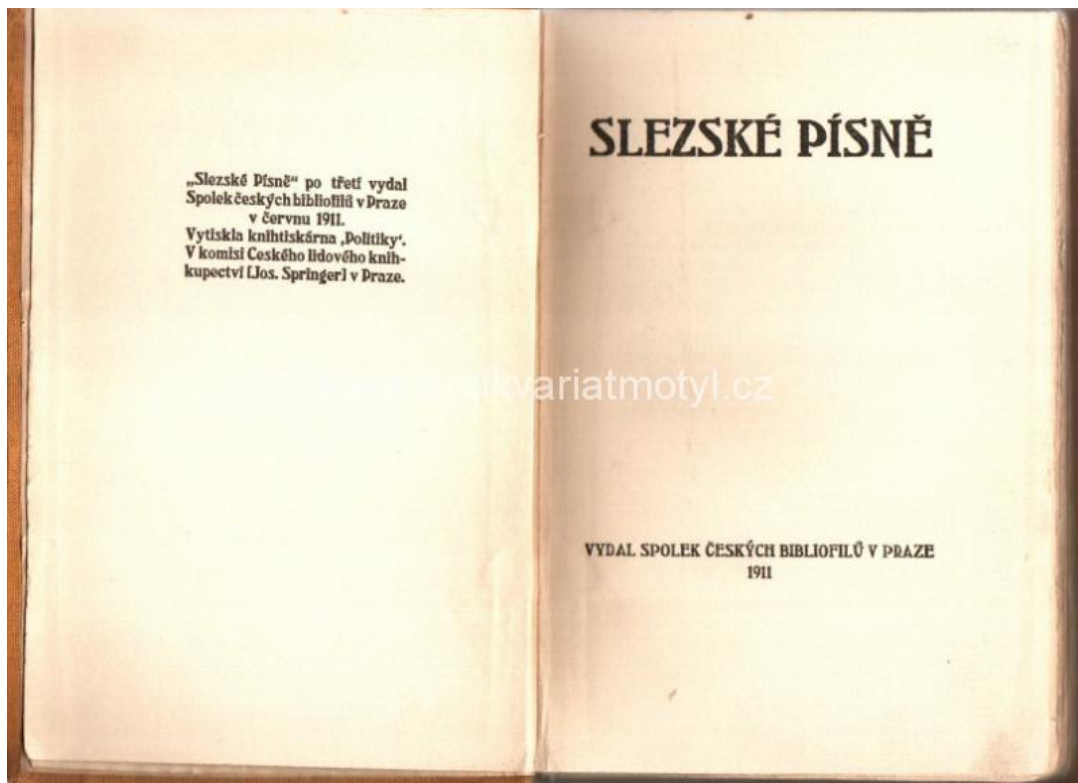 „Slezské Písně“ po třetí vydal
Spolek českých bibliofilů v Praze
v červnu 1911.
Vytiskla knihtiskárna ‚Politiky‘.
V komisi Českého lidového knih-
kupectví [Jos. Springer] v Praze.
SLEZSKÉ PÍSNĚ
kvariatmotyl.cz
VYDAL SPOLEK ČESKÝCH BIBLIOFILŮ V PRAZE
1911